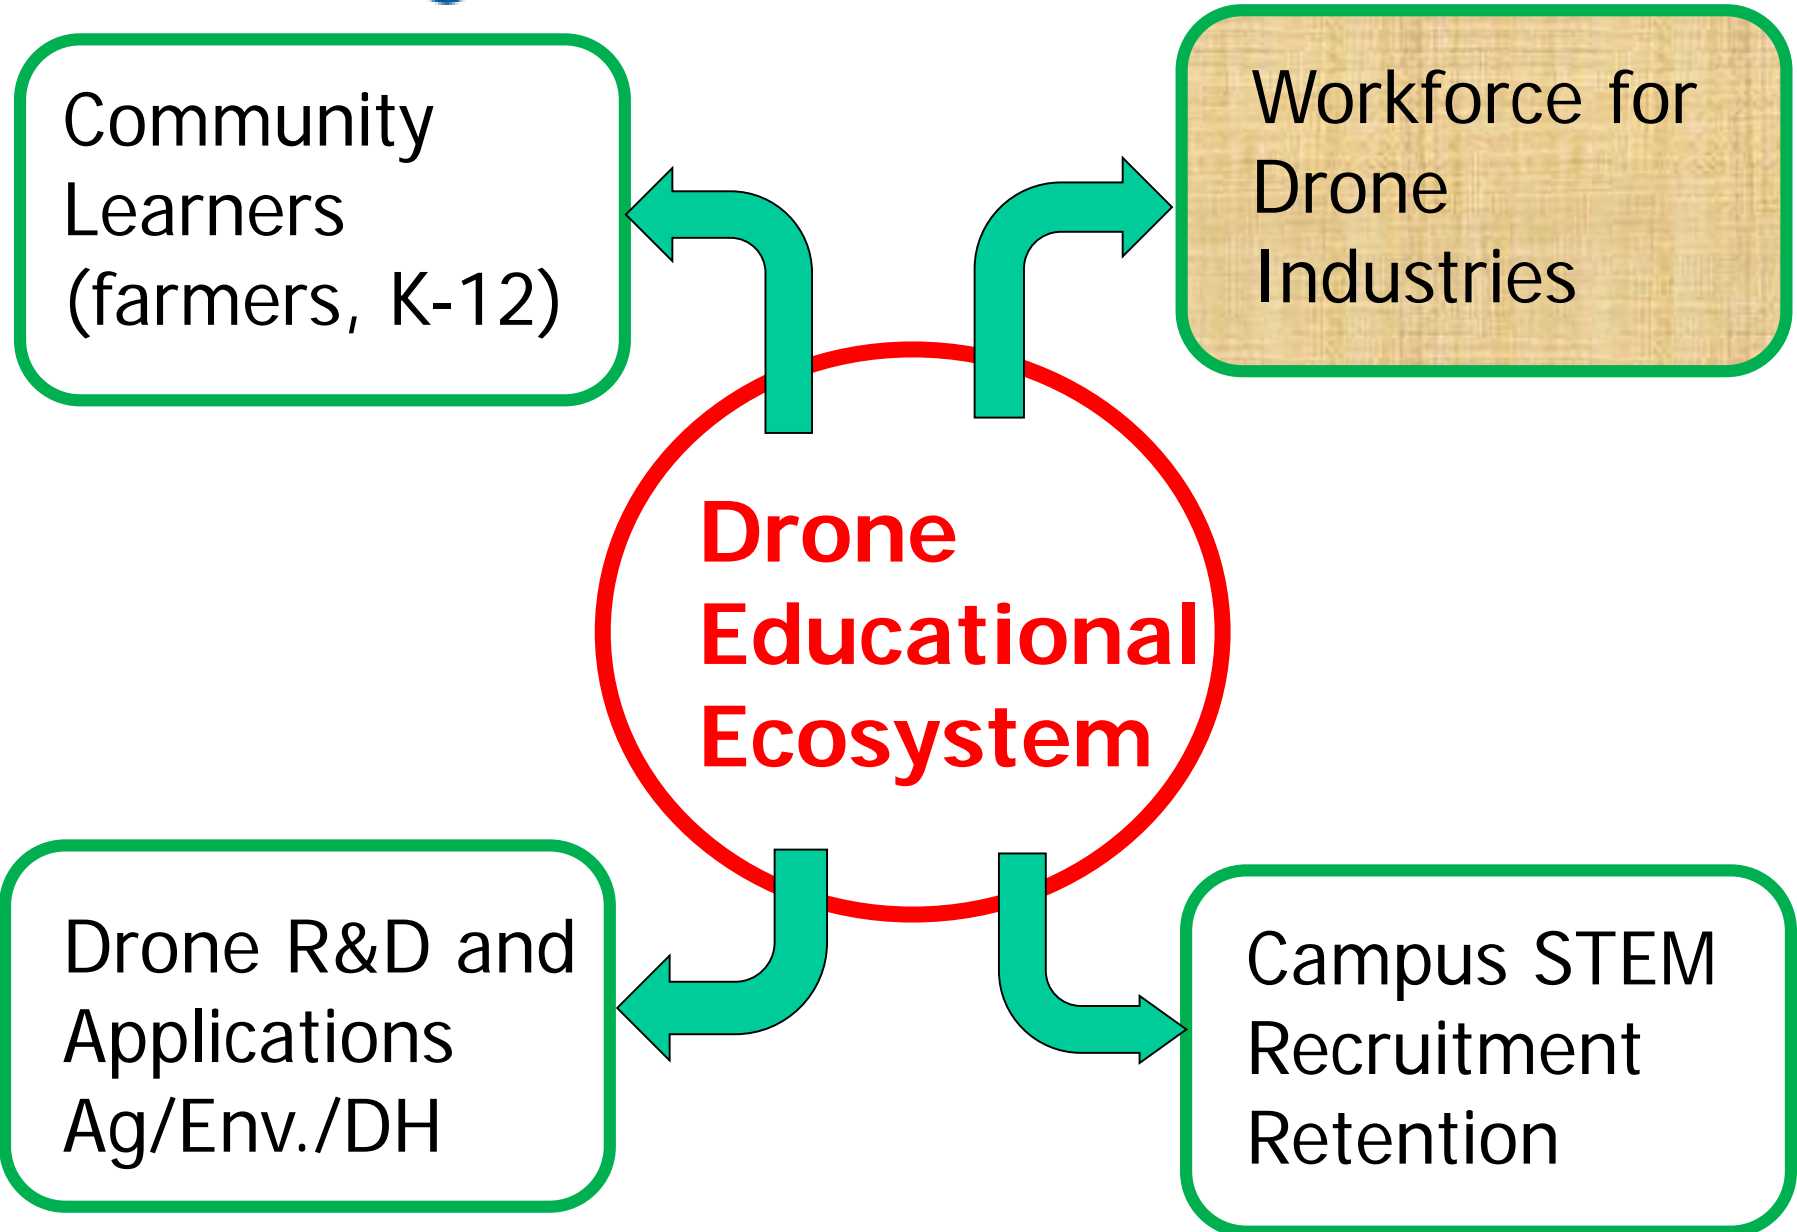 Community
Learners
(farmers, K-12)
Workforce for
Drone
Industries
Drone
Educational
Ecosystem
Drone R&D and
Applications
Ag/Env./DH
Campus STEM
Recruitment
Retention